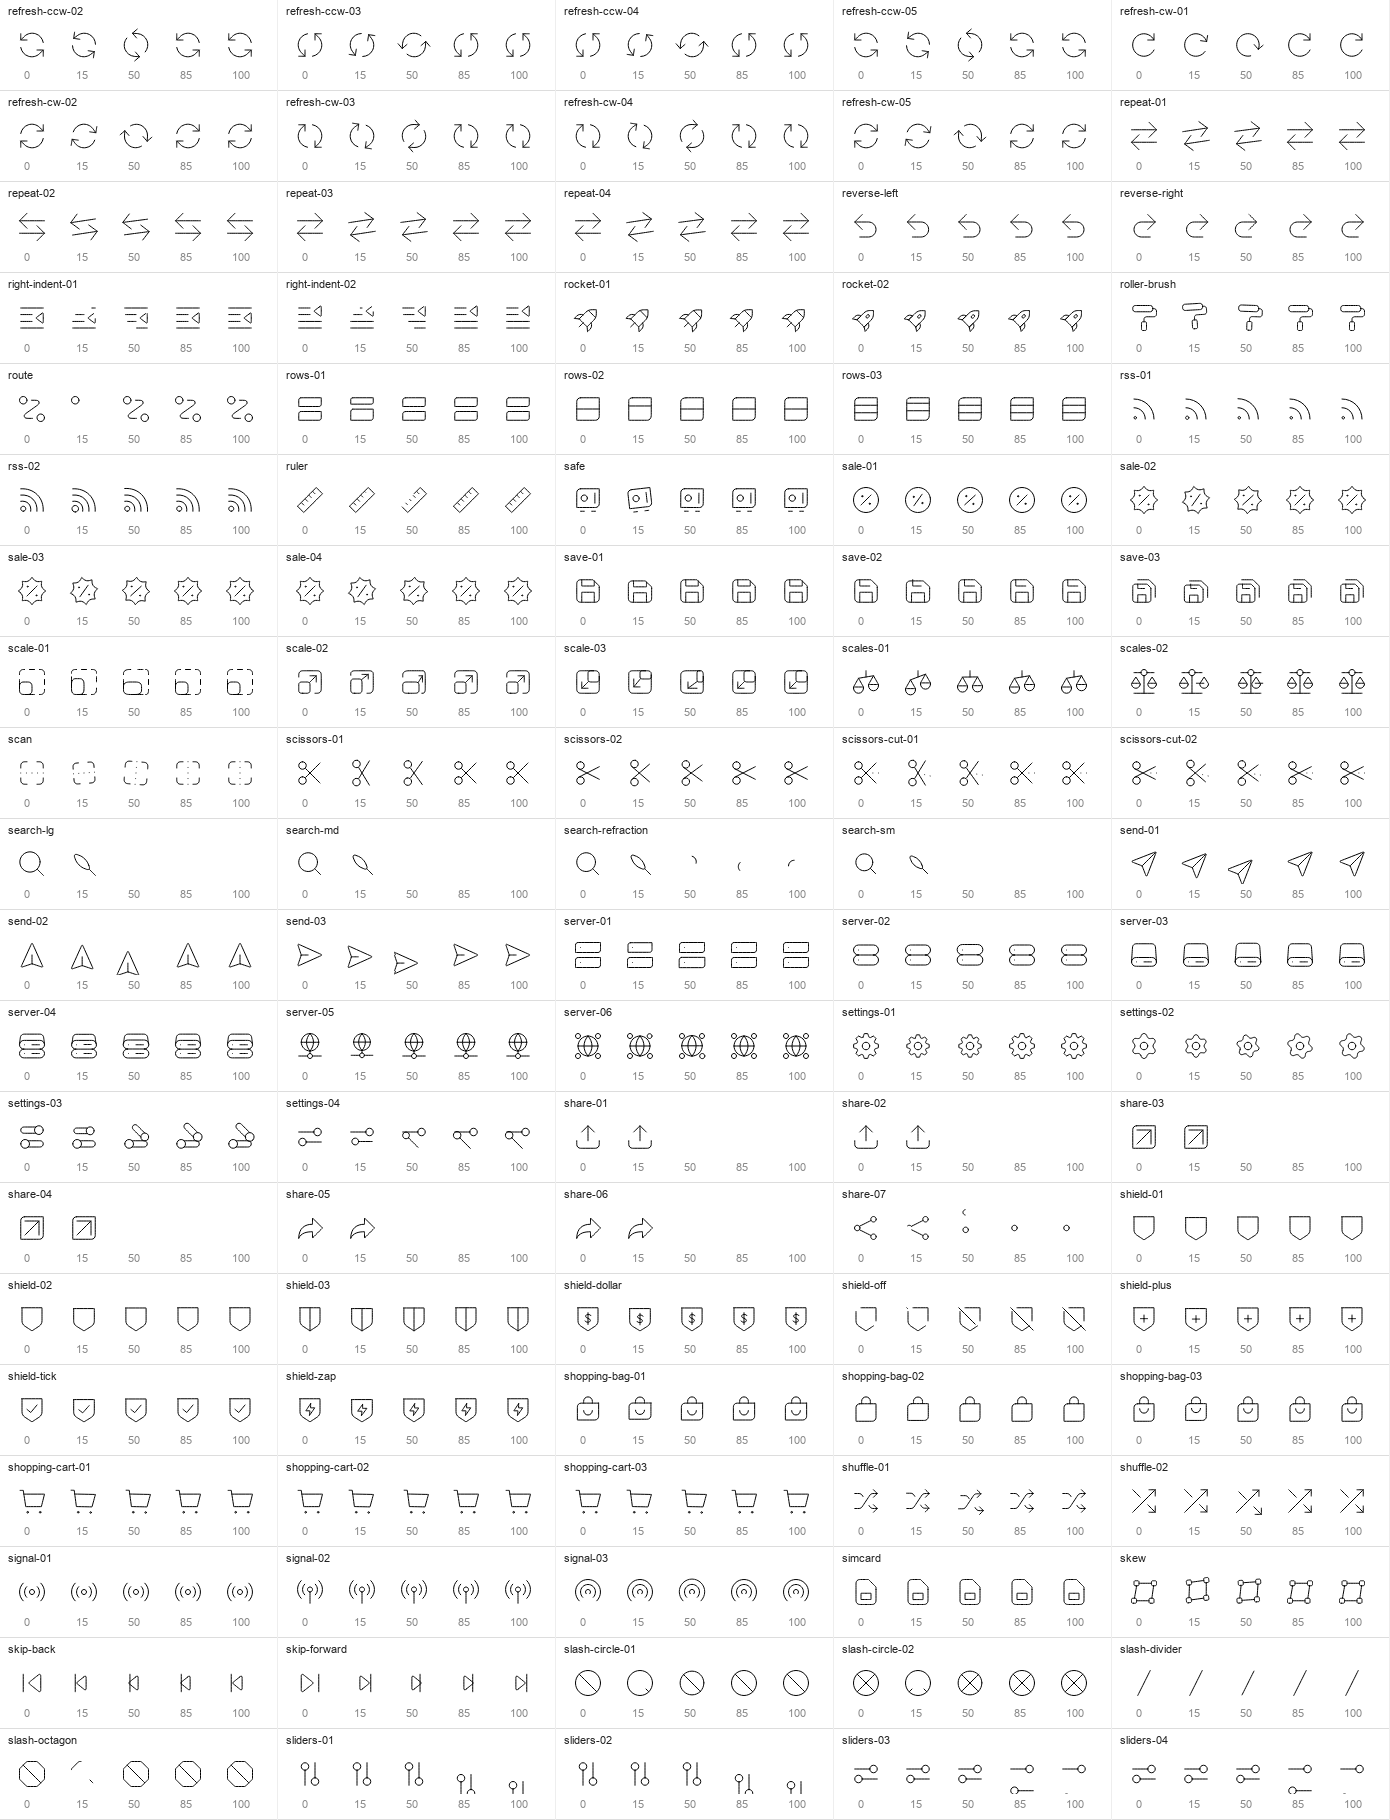 refresh-ccw-02 refresh-ccw-03 refresh-ccw-04 refresh-ccw-05 refresh-cw-01
0 15 50 85 100 0 15 50 85 100 0 15 50 85 100 0 15 50 85 100 0 15 50 85 100
refresh-cw-02 refresh-cw-03 refresh-cw-04 refresh-cw-05 repeat-01
0 15 50 85 100 0 15 50 85 100 0 15 50 85 100 0 15 50 85 100 0 15 50 85 100
repeat-02 repeat-03 repeat-04 reverse-left reverse-right
0 15 50 85 100 0 15 50 85 100 0 15 50 85 100 0 15 50 85 100 0 15 50 85 100
right-indent-01 right-indent-02 rocket-01 rocket-02 roller-brush
0 15 50 85 100 0 15 50 85 100 0 15 50 85 100 0 15 50 85 100 0 15 50 85 100
route rows-01 rows-02 rows-03 rss-01
0 15 50 85 100 0 15 50 85 100 0 15 50 85 100 0 15 50 85 100 0 15 50 85 100
rss-02 ruler safe sale-01 sale-02
0 15 50 85 100 0 15 50 85 100 0 15 50 85 100 0 15 50 85 100 0 15 50 85 100
sale-03 sale-04 save-01 save-02 save-03
0 15 50 85 100 0 15 50 85 100 0 15 50 85 100 0 15 50 85 100 0 15 50 85 100
scale-01 scale-02 scale-03 scales-01 scales-02
0 15 50 85 100 0 15 50 85 100 0 15 50 85 100 0 15 50 85 100 0 15 50 85 100
scan scissors-01 scissors-02 scissors-cut-01 scissors-cut-02
0 15 50 85 100 0 15 50 85 100 0 15 50 85 100 0 15 50 85 100 0 15 50 85 100
search-lg search-md search-refraction search-sm send-01
0 15 50 85 100 0 15 50 85 100 0 15 50 85 100 0 15 50 85 100 0 15 50 85 100
send-02 send-03 server-01 server-02 server-03
0 15 50 85 100 0 15 50 85 100 0 15 50 85 100 0 15 50 85 100 0 15 50 85 100
server-04 server-05 server-06 settings-01 settings-02
0 15 50 85 100 0 15 50 85 100 0 15 50 85 100 0 15 50 85 100 0 15 50 85 100
settings-03 settings-04 share-01 share-02 share-03
0 15 50 85 100 0 15 50 85 100 0 15 50 85 100 0 15 50 85 100 0 15 50 85 100
share-04 share-05 share-06 share-07 shield-01
0 15 50 85 100 0 15 50 85 100 0 15 50 85 100 0 15 50 85 100 0 15 50 85 100
shield-02 shield-03 shield-dollar shield-off shield-plus
$ $ $ $ $
0 15 50 85 100 0 15 50 85 100 0 15 50 85 100 0 15 50 85 100 0 15 50 85 100
shield-tick shield-zap shopping-bag-01 shopping-bag-02 shopping-bag-03
0 15 50 85 100 0 15 50 85 100 0 15 50 85 100 0 15 50 85 100 0 15 50 85 100
shopping-cart-01 shopping-cart-02 shopping-cart-03 shuffle-01 shuffle-02
0 15 50 85 100 0 15 50 85 100 0 15 50 85 100 0 15 50 85 100 0 15 50 85 100
signal-01 signal-02 signal-03 simcard skew
0 15 50 85 100 0 15 50 85 100 0 15 50 85 100 0 15 50 85 100 0 15 50 85 100
skip-back skip-forward slash-circle-01 slash-circle-02 slash-divider
0 15 50 85 100 0 15 50 85 100 0 15 50 85 100 0 15 50 85 100 0 15 50 85 100
slash-octagon sliders-01 sliders-02 sliders-03 sliders-04
0 15 50 85 100 0 15 50 85 100 0 15 50 85 100 0 15 50 85 100 0 15 50 85 100